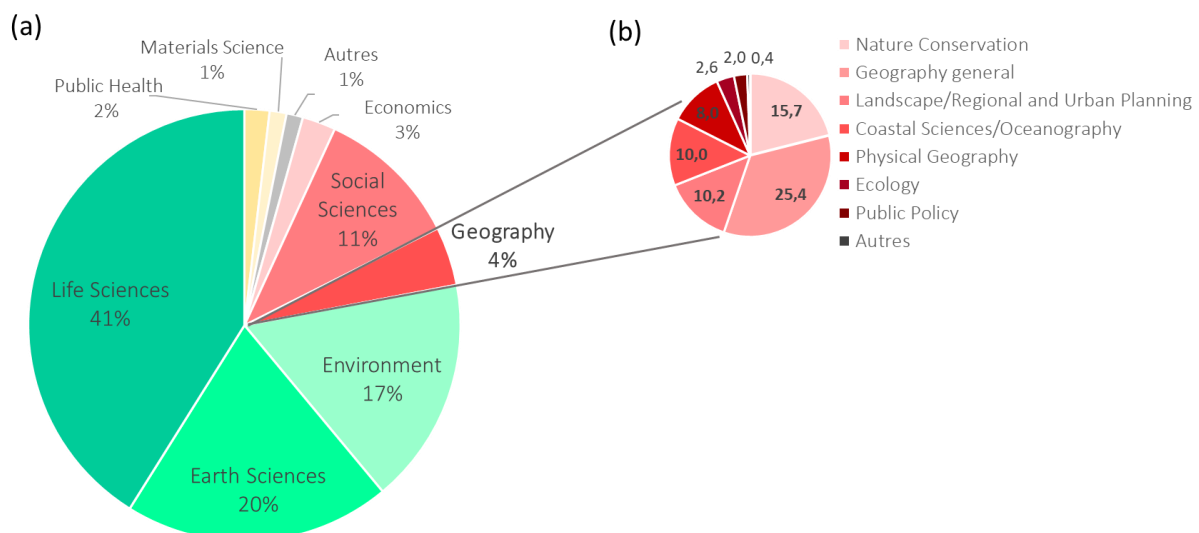 (a)
Materials Science
1%
Autres
1%
Public Health
2%
Economics
3%
Social
Sciences
11%
Geography
4%
Life Sciences
41%
Environment
17%
Earth Sciences
20%
(b)
2,6
2,0
0,4
15,7
8,0
10,0
10,2
25,4
Nature Conservation
Geography general
Landscape/Regional and Urban Planning
Coastal Sciences/Oceanography
Physical Geography
Ecology
Public Policy
Autres